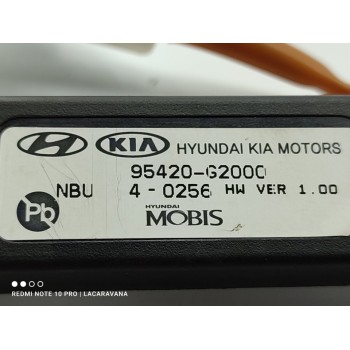 KIA HYUNDAI KIA MOTORS
95420-G2000
NBU 4-0256 HW VER 1.00
Pb
HYUNDAI
MOBIS
REDMI NOTE 10 PRO | LACARAVANA